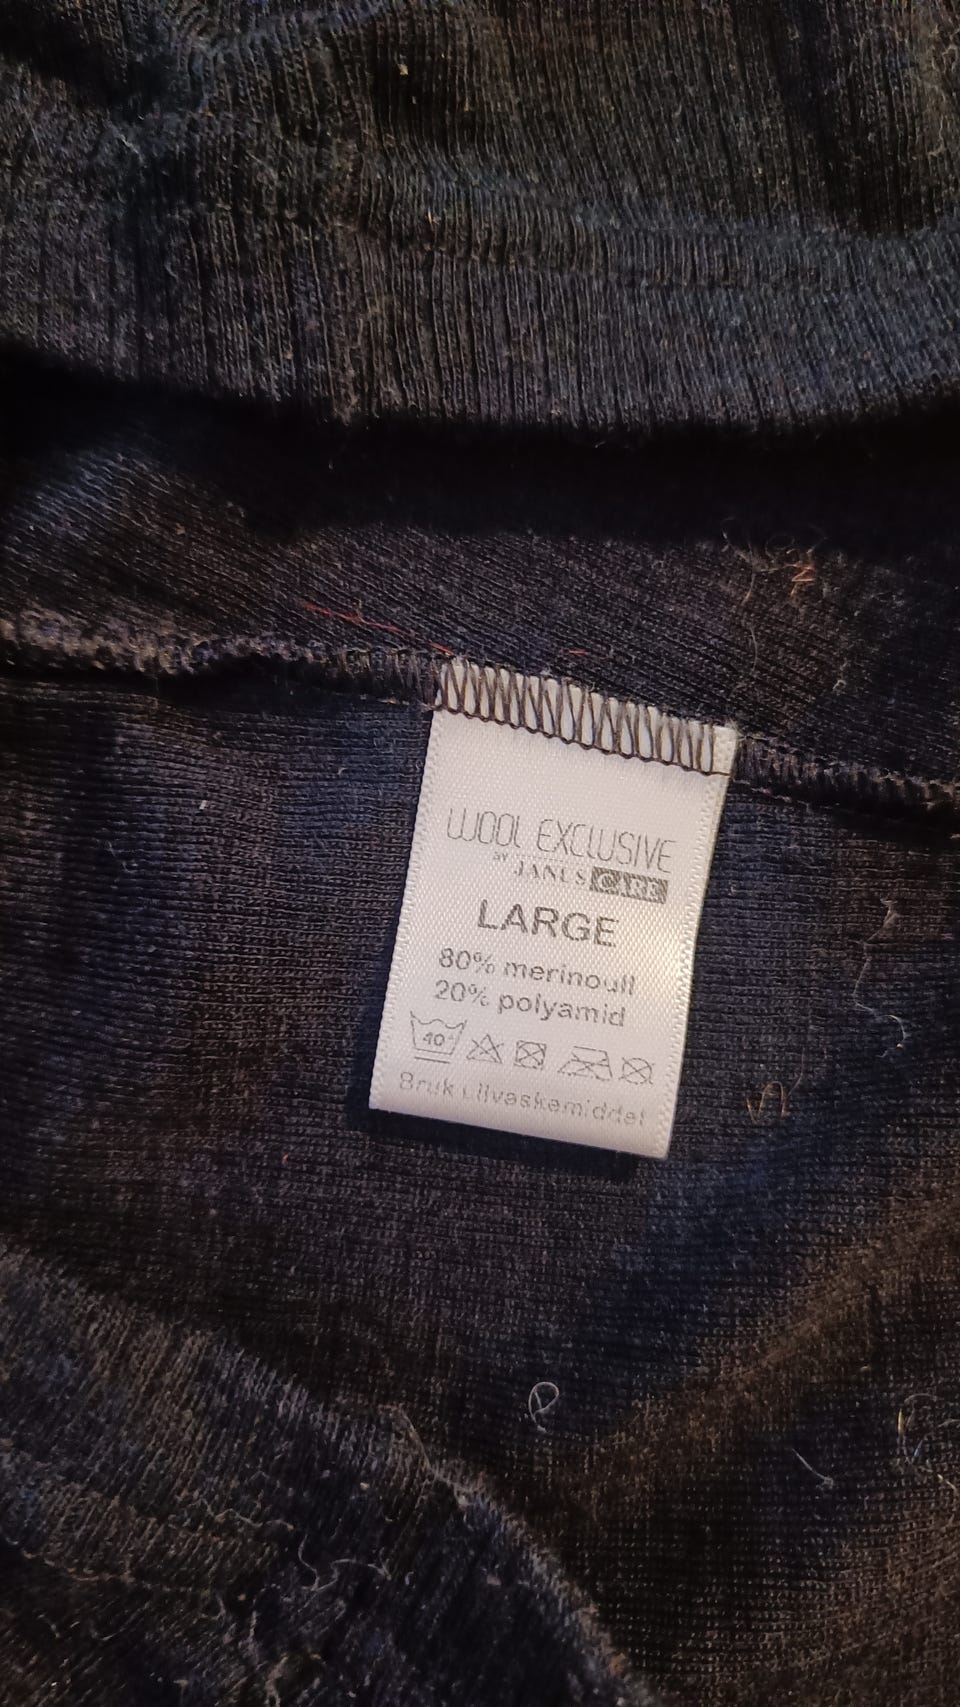 WOOL EXCLUSIVE
BY JANUS CARE
LARGE
80% merinoull
20% polyamid
40°
Bruk ullvaskemiddel